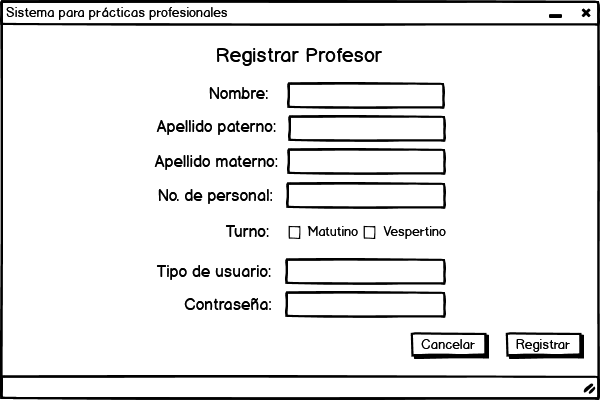 Sistema para prácticas profesionales
Registrar Profesor
Nombre:
Apellido paterno:
Apellido materno:
No. de personal:
Turno: Matutino Vespertino
Tipo de usuario:
Contraseña:
Cancelar Registrar